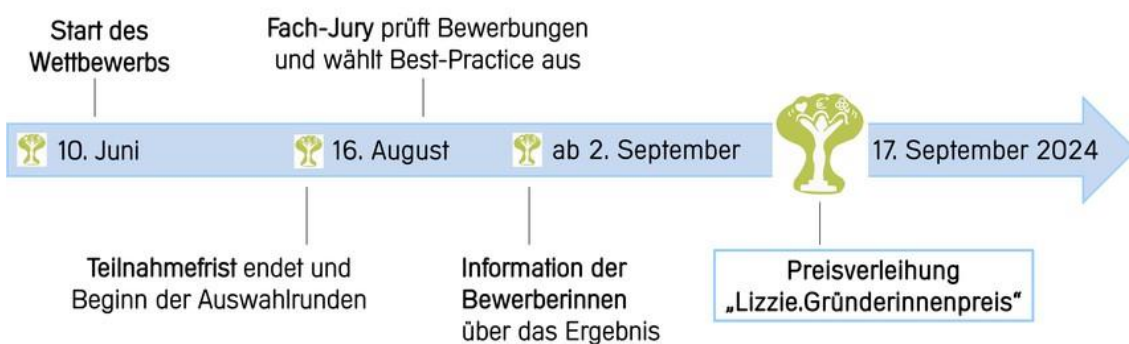 Start des
Wettbewerbs
Fach-Jury prüft Bewerbungen
und wählt Best-Practice aus
10. Juni
16. August
ab 2. September
17. September 2024
Teilnahmefrist endet und
Beginn der Auswahlrunden
Information der
Bewerberinnen
über das Ergebnis
Preisverleihung
„Lizzie.Gründerinnenpreis“